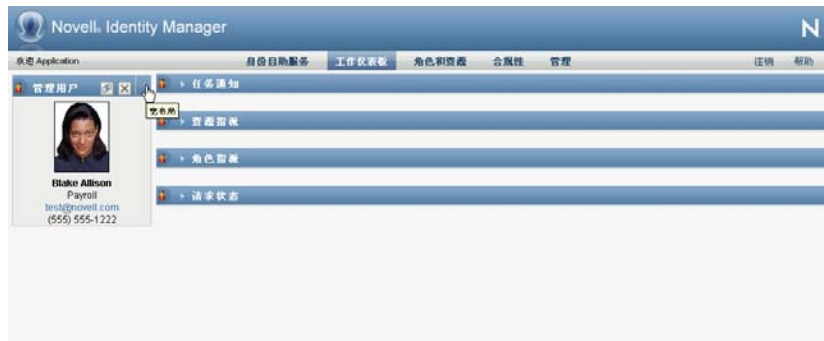 Novell® Identity Manager
N
欢迎 Application
身份自助服务 工作仪表板 角色和资源 合规性 管理 注销 帮助
管理用户
宽布局
Blake Allison
Payroll
test@novell.com
(555) 555-1222
任务通知
资源指派
角色指派
请求状态